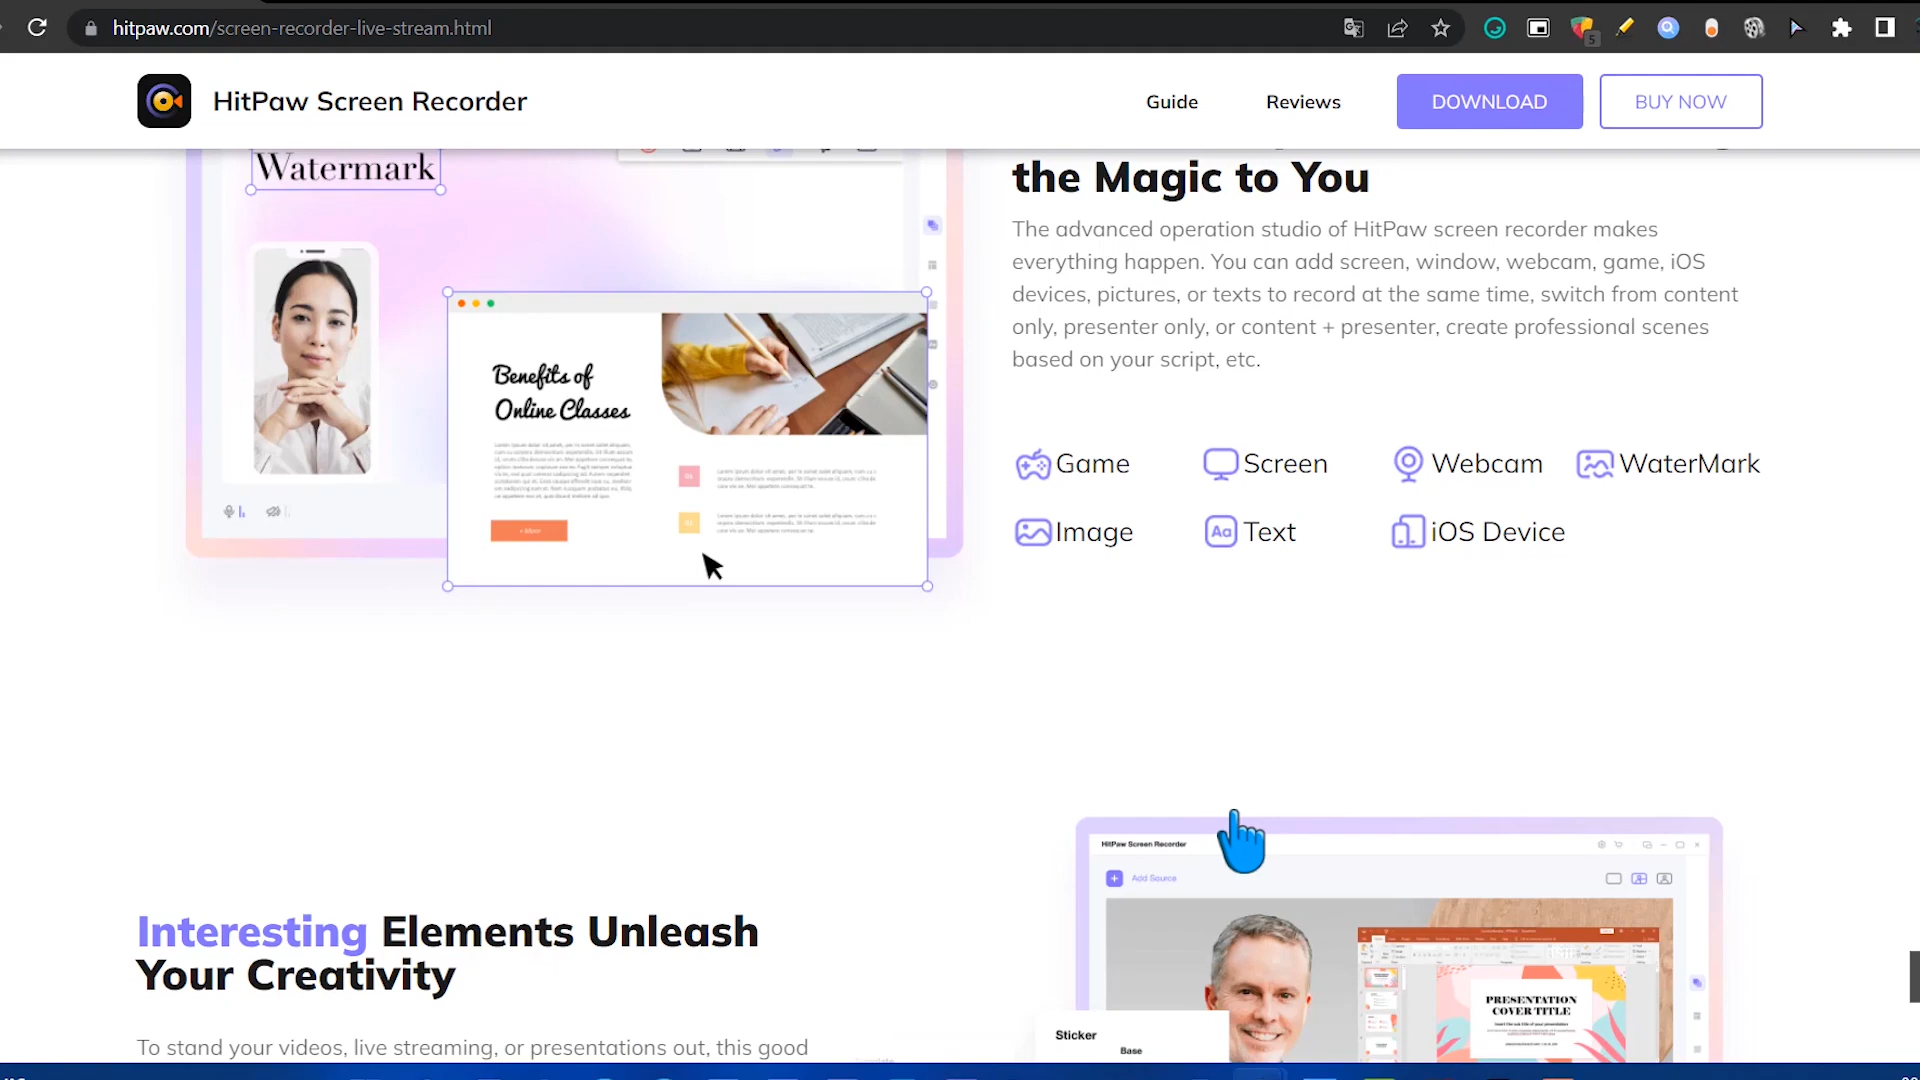 hitpaw.com/screen-recorder-live-stream.html
5
HitPaw Screen Recorder
Guide
Reviews
DOWNLOAD
BUY NOW
Watermark
Benefits of
Online Classes
the Magic to You
The advanced operation studio of HitPaw screen recorder makes
everything happen. You can add screen, window, webcam, game, iOS
devices, pictures, or texts to record at the same time, switch from content
only, presenter only, or content + presenter, create professional scenes
based on your script, etc.
Game
Screen
Webcam
WaterMark
Image
Aa
Text
iOS Device
Interesting Elements Unleash
Your Creativity
To stand your videos, live streaming, or presentations out, this good
HitPaw Screen Recorder
Add Source
PRESENTATION
COVER TITLE
Sticker
Base